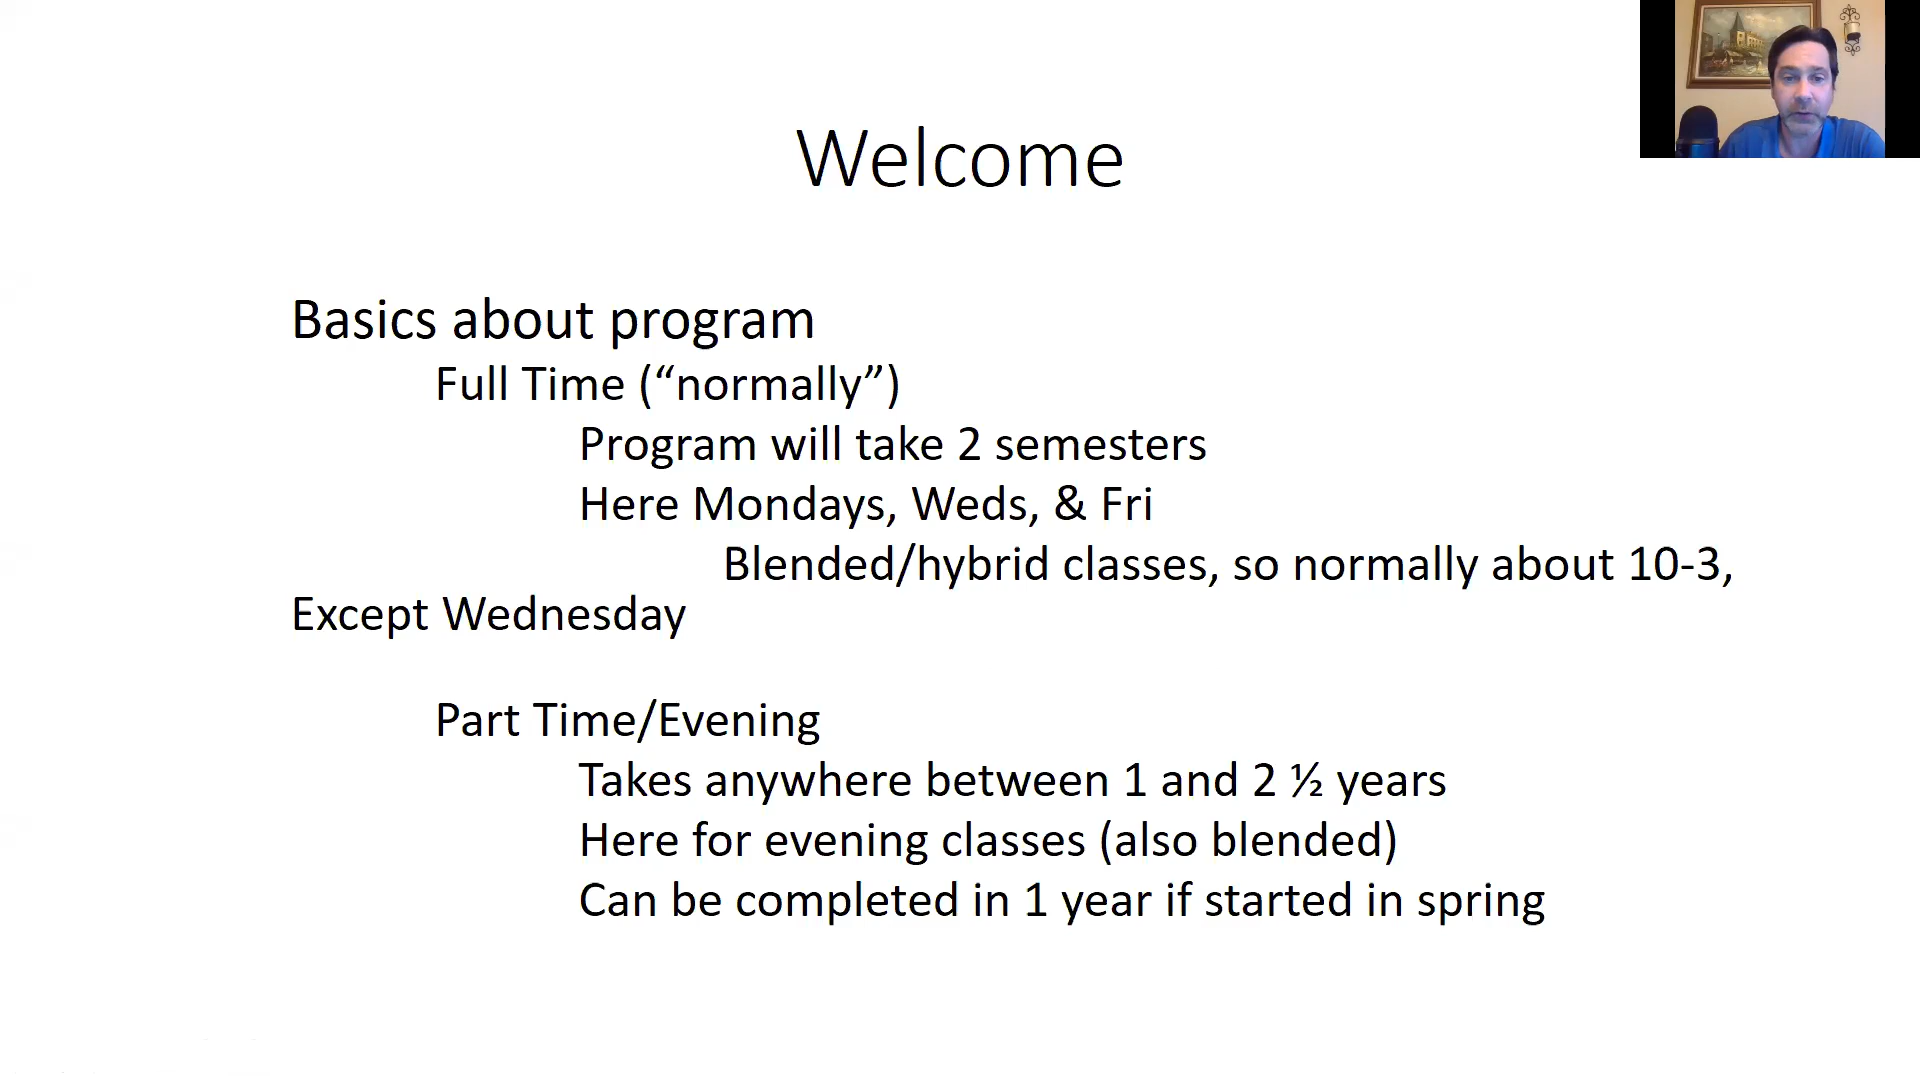 Welcome
Basics about program
Full Time (“normally”)
Program will take 2 semesters
Here Mondays, Weds, & Fri
Blended/hybrid classes, so normally about 10-3,
Except Wednesday
Part Time/Evening
Takes anywhere between 1 and 2 ½ years
Here for evening classes (also blended)
Can be completed in 1 year if started in spring